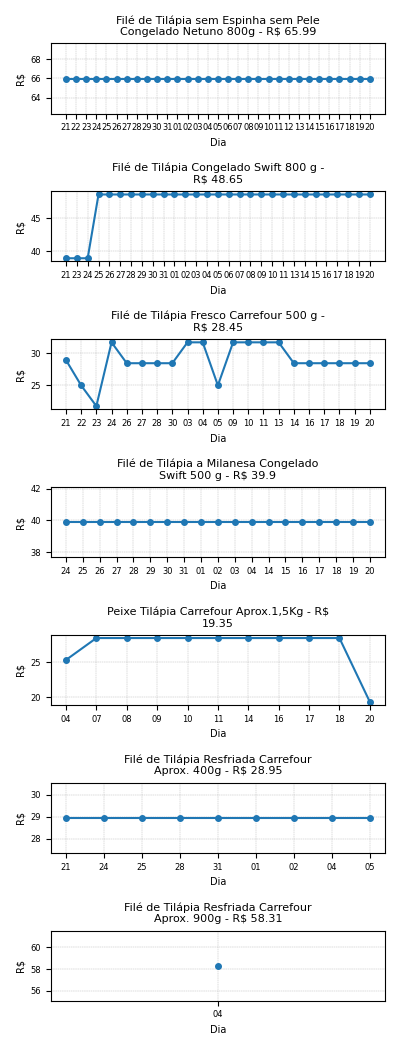 Filé de Tilápia sem Espinha sem Pele
Congelado Netuno 800g - R$ 65.99
68
66
64
R$
21 22 23 24 25 26 27 28 29 30 31 01 02 03 04 05 06 07 08 09 10 11 12 13 14 15 16 17 18 19 20
Dia
Filé de Tilápia Congelado Swift 800 g -
R$ 48.65
45
40
R$
21 23 24 25 26 27 28 29 30 31 01 02 03 04 05 06 07 08 09 10 11 12 13 14 15 16 17 19 20
Dia
Filé de Tilápia Fresco Carrefour 500 g -
R$ 28.45
30
25
R$
21 22 23 24 26 27 28 30 03 04 05 09 10 11 13 14 15 16 18 19 20
Dia
Filé de Tilápia a Milanesa Congelado
Swift 500 g - R$ 39.9
42
40
38
R$
24 25 26 27 28 29 30 31 01 02 03 04 14 15 16 17 18 19 20
Dia
Peixe Tilápia Carrefour Aprox.1,5Kg - R$
19.35
25
20
R$
04 07 08 09 10 11 14 16 17 18 20
Dia
Filé de Tilápia Resfriada Carrefour
Aprox. 400g - R$ 28.95
30
29
28
R$
21 24 25 28 31 01 02 04 05
Dia
Filé de Tilápia Resfriada Carrefour
Aprox. 900g - R$ 58.31
60
58
56
R$
04
Dia